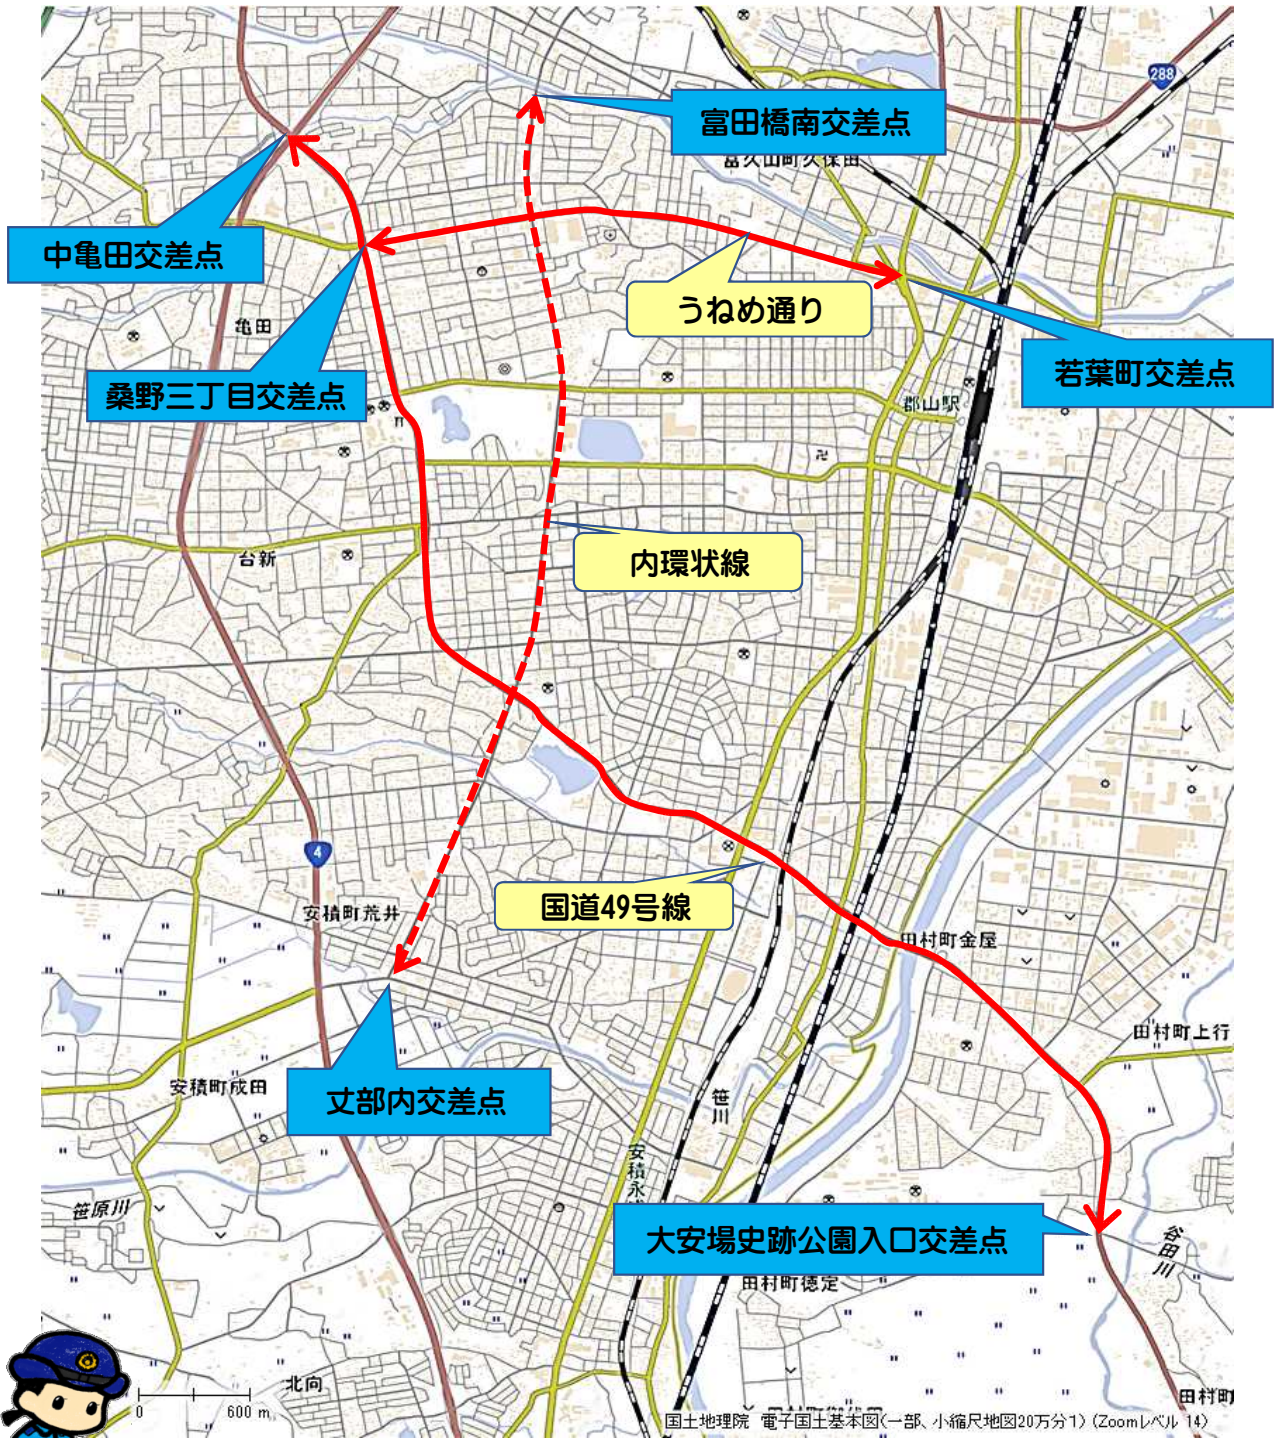 288
富田橋南交差点
富久山町久保田
中亀田交差点
うねめ通り
亀田
若葉町交差点
桑野三丁目交差点
郡山駅
内環状線
台新
4
国道49号線
安積町荒井
田村町金屋
田村町上行
安積町成田
丈部内交差点
笹川
安積永
笹原川
大安場史跡公園入口交差点
谷田川
田村町徳定
北向
田村町
0
600 m
国土地理院 電子国土基本図(一部、小縮尺地図20万分1) (Zoomレベル 14)